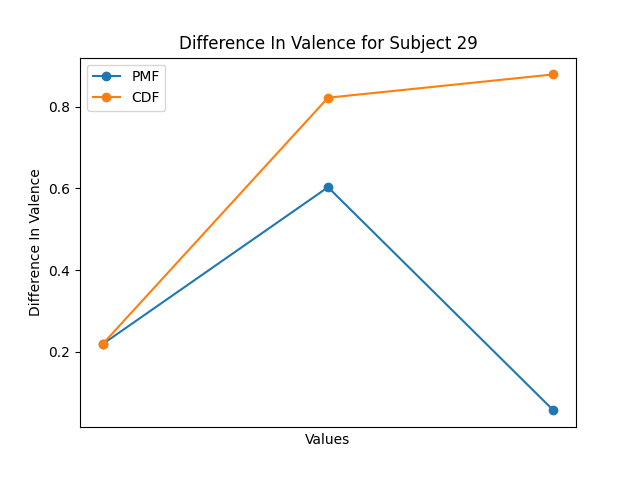 Difference In Valence for Subject 29
PMF
CDF
0.8
0.6
0.4
0.2
Difference In Valence
Values